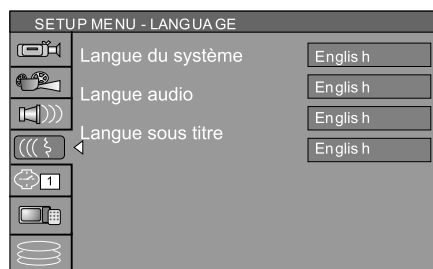 SETUP MENU - LANGUAGE
Langue du système
English
Langue audio
English
English
Langue sous titre
English
1